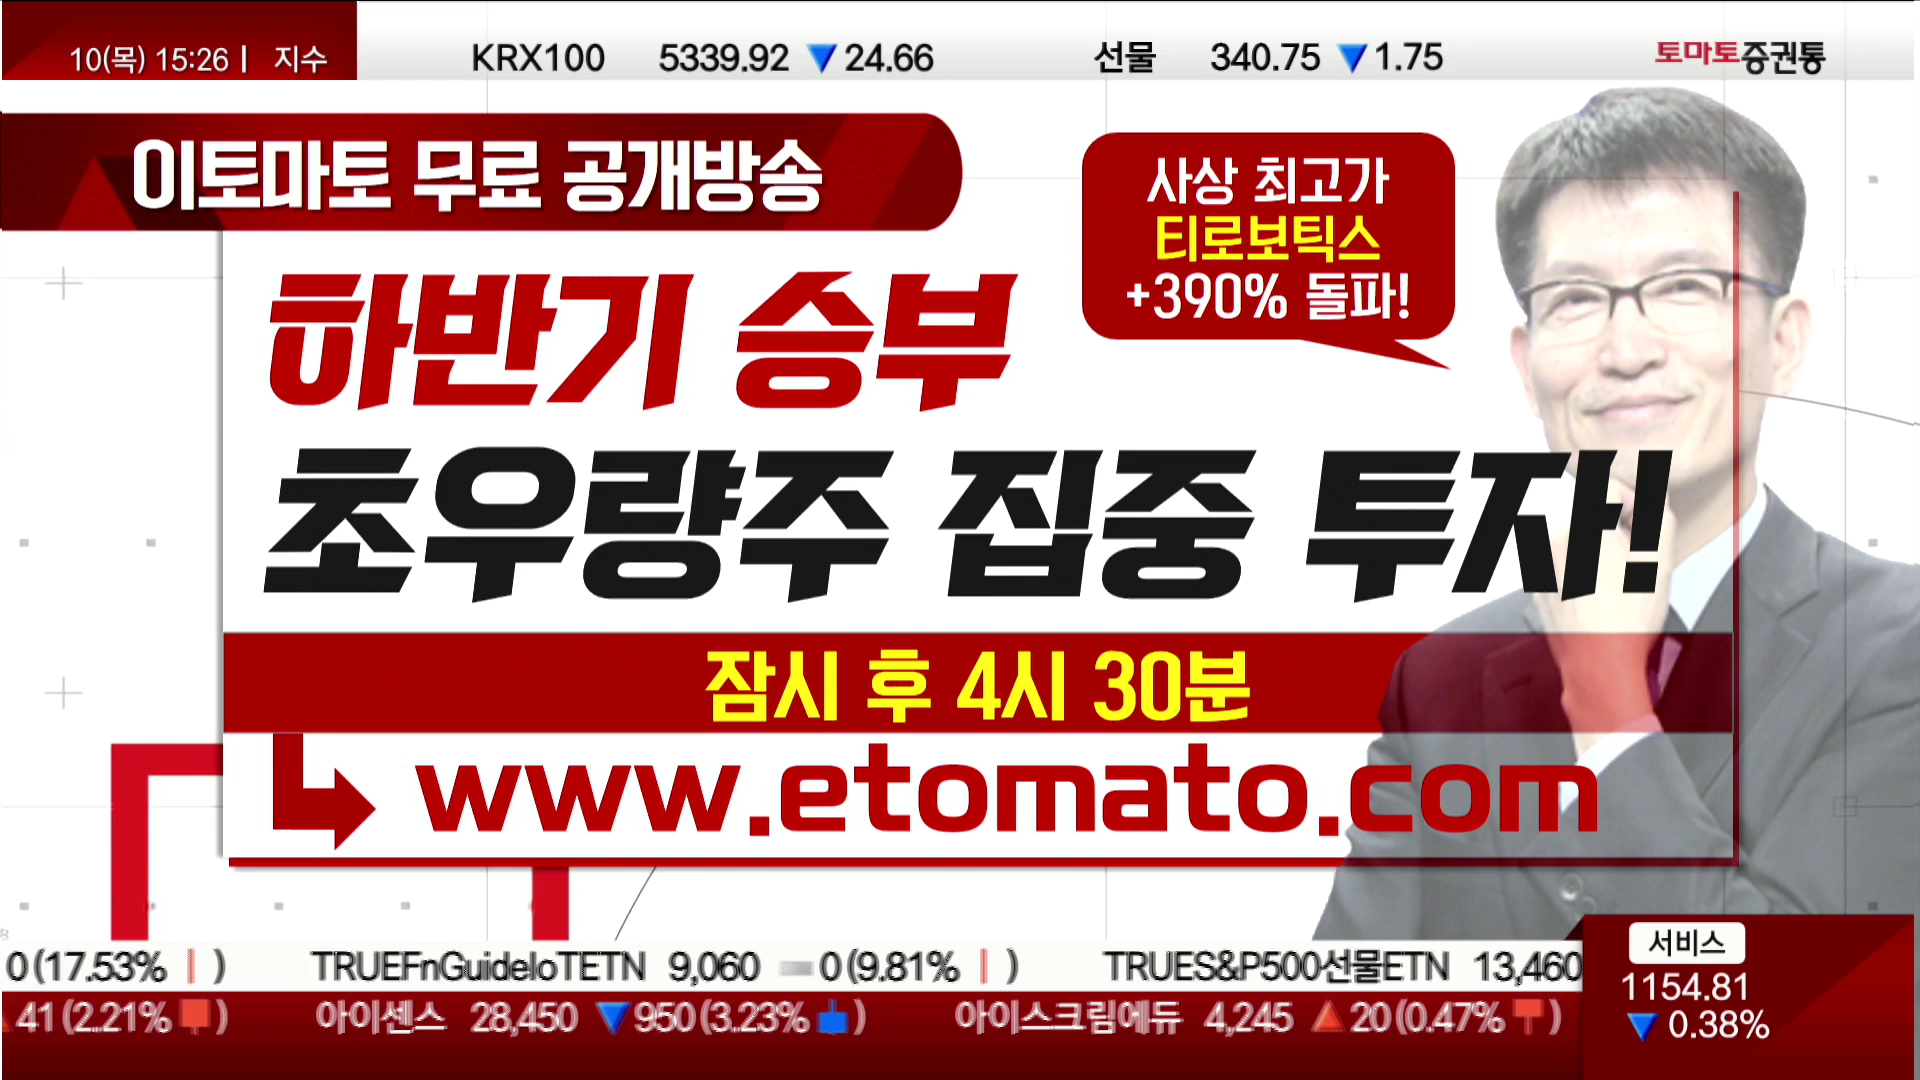 10(목) 15:26 | 지수 KRX100 5339.92 ▼ 24.66 선물 340.75 ▼ 1.75 토마토증권통
이토마토 무료 공개방송
사상 최고가
티로보틱스
+390% 돌파!
하반기 승부
초우량주 집중 투자!
잠시 후 4시 30분
www.etomato.com
0(17.53% ) TRUEFnGuideIoTETN 9,060 0(9.81% ) TRUES&P500선물ETN 13,460
41(2.21% ) 아이센스 28,450 ▼950(3.23% ) 아이스크림에듀 4,245 ▲20(0.47% )
서비스
1154.81
▼ 0.38%